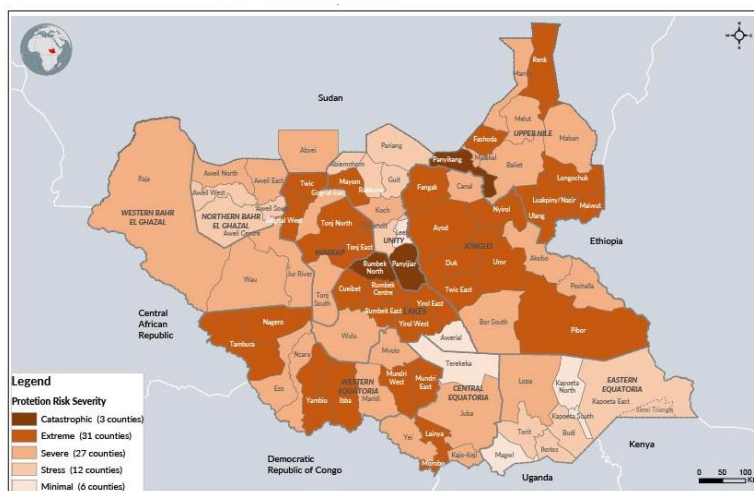 Renk
Sudan
Melut
Fashoda
UPPER NILE
Maban
Abyei
Pariang
Panyikang
Malakal
Baliet
Abiemnhom
Raja
Aweil North
Aweil East
Twic
Mayom
Rubkona
Guit
Fangak
Canal
Longochuk
Aweil West
Gogrial East
Luakpiny/Nasir
Maiwut
WESTERN BAHR
EL GHAZAL
NORTHERN BAHR
EL GHAZAL
Aweil Centre
Tonj North
Koch
UNITY
Nyirol
Ulang
Ayod
JONGLEI
Ethiopia
WARRAP
Tonj East
Wau
Jur River
Rumbek
North
Panyijiar
Duk
Uror
Akobo
Pochalla
Central
African
Republic
Tonj
South
Cueibet
Rumbek
Centre
Rumbek East
Yirol East
LAKES
Yirol West
Twic East
Nagero
Tambura
Wulu
Awerial
Bor South
Pibor
Mvolo
Terekeka
Nzara
Ezo
WESTERN
EQUATORIA
Yambio
Ibba
Maridi
Mundri
West
Mundri
East
CENTRAL
EQUATORIA
Juba
Lopa
Kapoeta
North
EASTERN
EQUATORIA
Kapoeta East
Kapoeta South
Yei
Lainya
Torit
Budi
Ikotos
Magwi
Morobo
Kajo-Keji
Kenya
Uganda
Democratic
Republic of Congo
Legend
Protetion Risk Severity
Catastrophic (3 counties)
Extreme (31 counties)
Severe (27 counties)
Stress (12 counties)
Minimal (6 counties)
0 50 100